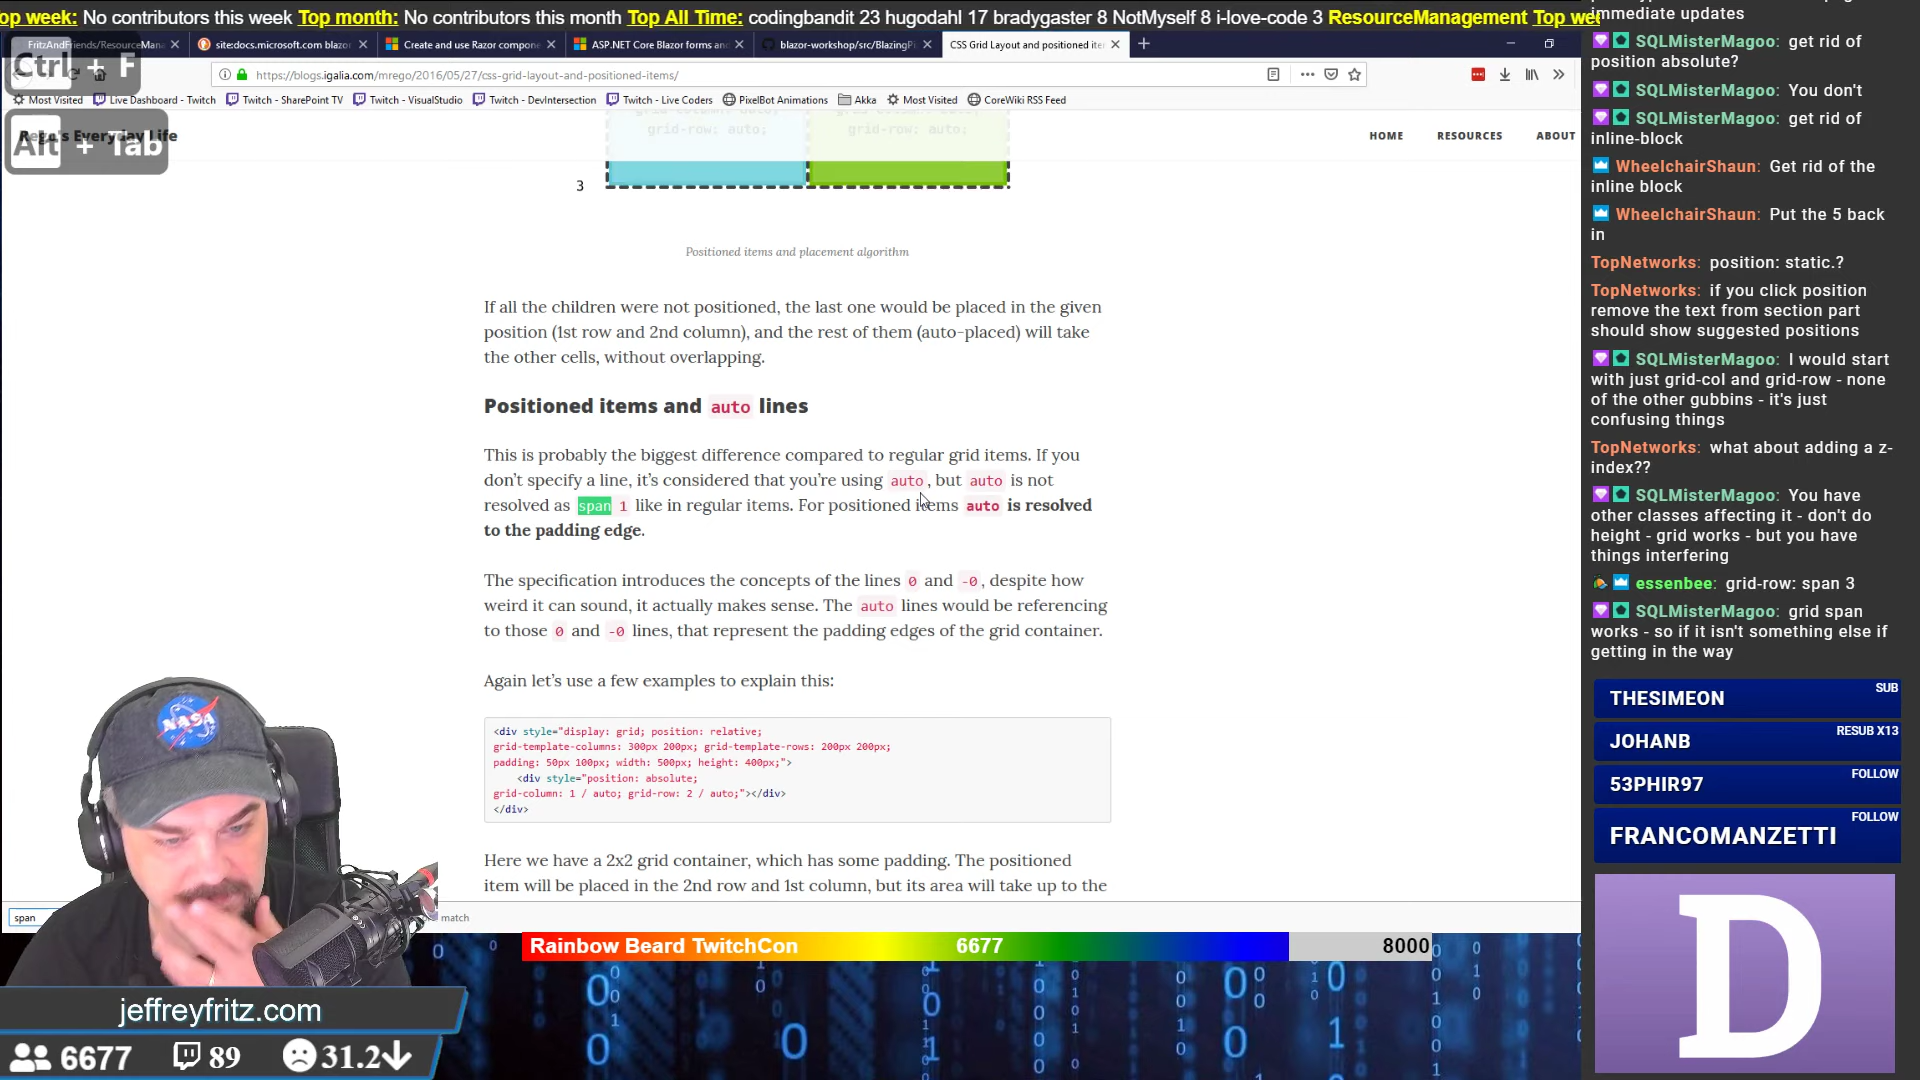 op week: No contributors this week Top month: No contributors this month Top All Time: codingbandit 23 hugodahl 17 bradygaster 8 NotMyself 8 i-love-code 3 ResourceManagement Top wee
Ctrl + F
Alt + Tab
FritzAndFriends/ResourceMana
site:docs.microsoft.com blazor
Create and use Razor compone
ASP.NET Core Blazor forms an
blazor-workshop/src/BlazingPi
CSS Grid Layout and positioned ite
https://blogs.igalia.com/mrego/2016/05/27/css-grid-layout-and-positioned-items/
Most Visited Live Dashboard - Twitch Twitch - SharePoint TV Twitch - VisualStudio Twitch - DevIntersection Twitch - Live Coders PixelBot Animations Akka Most Visited CoreWiki RSS Feed
Rego's Everyday Life
HOME RESOURCES ABOUT
grid-row: auto; grid-row: auto;
3
Positioned items and placement algorithm
If all the children were not positioned, the last one would be placed in the given
position (1st row and 2nd column), and the rest of them (auto-placed) will take
the other cells, without overlapping.
Positioned items and auto lines
This is probably the biggest difference compared to regular grid items. If you
don't specify a line, it's considered that you're using auto, but auto is not
resolved as span 1 like in regular items. For positioned items auto is resolved
to the padding edge.
The specification introduces the concepts of the lines 0 and -0, despite how
weird it can sound, it actually makes sense. The auto lines would be referencing
to those 0 and -0 lines, that represent the padding edges of the grid container.
Again let's use a few examples to explain this:
<div style="display: grid; position: relative;
grid-template-columns: 300px 200px; grid-template-rows: 200px 200px;
padding: 50px 100px; width: 500px; height: 400px;">
<div style="position: absolute;
grid-column: 1 / auto; grid-row: 2 / auto;"></div>
</div>
Here we have a 2x2 grid container, which has some padding. The positioned
item will be placed in the 2nd row and 1st column, but its area will take up to the
span
match
immediate updates
SQLMisterMagoo: get rid of
position absolute?
SQLMisterMagoo: You don't
SQLMisterMagoo: get rid of
inline-block
WheelchairShaun: Get rid of the
inline block
WheelchairShaun: Put the 5 back
in
TopNetworks: position: static.?
TopNetworks: if you click position
remove the text from section part
should show suggested positions
SQLMisterMagoo: I would start
with just grid-col and grid-row - none
of the other gubbins - it's just
confusing things
TopNetworks: what about adding a z-
index??
SQLMisterMagoo: You have
other classes affecting it - don't do
height - grid works - but you have
things interfering
essenbee: grid-row: span 3
SQLMisterMagoo: grid span
works - so if it isn't something else if
getting in the way
THESIMEON SUB
JOHANB RESUB X13
53PHIR97 FOLLOW
FRANCOMANZETTI FOLLOW
D
Rainbow Beard TwitchCon 6677 8000
jeffreyfritz.com
6677 89 31.2